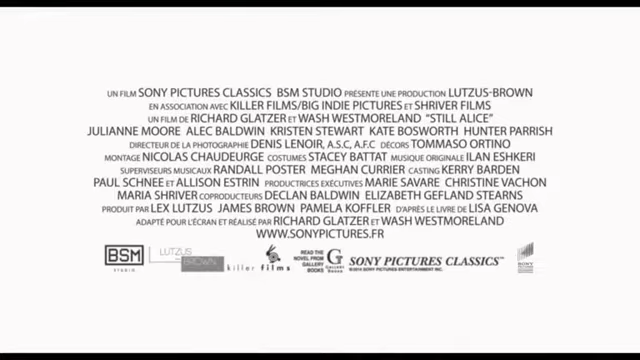 UN FILM SONY PICTURES CLASSICS BSM STUDIO PRÉSENTE UNE PRODUCTION LUTZUS-BROWN
EN ASSOCIATION AVEC KILLER FILMS/BIG INDIE PICTURES ET SHRIVER FILMS
UN FILM DE RICHARD GLATZER ET WASH WESTMORELAND “STILL ALICE”
JULIANNE MOORE ALEC BALDWIN KRISTEN STEWART KATE BOSWORTH HUNTER PARRISH
DIRECTEUR DE LA PHOTOGRAPHIE DENIS LENOIR, A.S.C, A.F.C DÉCORS TOMMASO ORTINO
MONTAGE NICOLAS CHAUDEURGE COSTUMES STACEY BATTAT MUSIQUE ORIGINALE ILAN ESHKERI
SUPERVISEURS MUSICAUX RANDALL POSTER MEGHAN CURRIER CASTING KERRY BARDEN
PAUL SCHNEE ET ALLISON ESTRIN PRODUCTRICES EXÉCUTIVES MARIE SAVARE CHRISTINE VACHON
MARIA SHRIVER COPRODUCTEURS DECLAN BALDWIN ELIZABETH GEFLAND STEARNS
PRODUIT PAR LEX LUTZUS JAMES BROWN PAMELA KOFFLER D'APRÈS LE LIVRE DE LISA GENOVA
ADAPTÉ POUR L'ÉCRAN ET RÉALISÉ PAR RICHARD GLATZER ET WASH WESTMORELAND
WWW.SONYPICTURES.FR
BSM STUDIO
LUTZUS BROWN
killer films
READ THE NOVEL FROM GALLERY BOOKS
G GALLERY BOOKS
SONY PICTURES CLASSICS™
SONY PICTURES